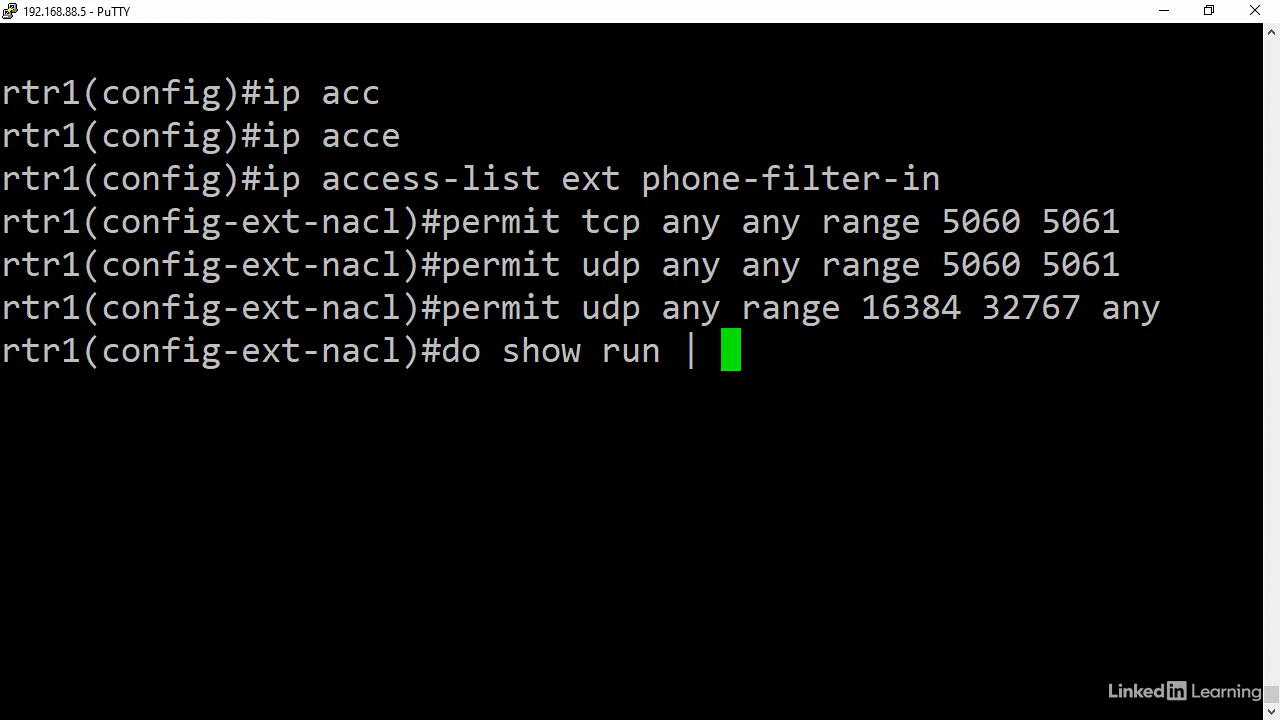 192.168.88.5 - PuTTY
rtr1(config)#ip acc
rtr1(config)#ip acce
rtr1(config)#ip access-list ext phone-filter-in
rtr1(config-ext-nacl)#permit tcp any any range 5060 5061
rtr1(config-ext-nacl)#permit udp any any range 5060 5061
rtr1(config-ext-nacl)#permit udp any range 16384 32767 any
rtr1(config-ext-nacl)#do show run |
Linked in Learning